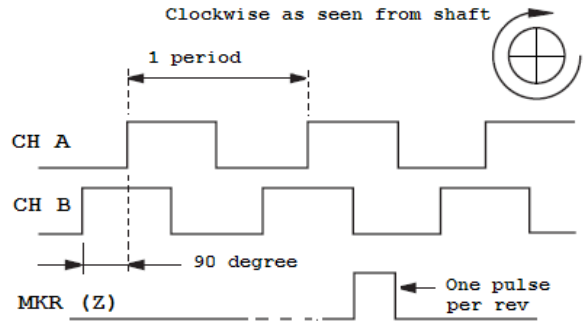 Clockwise as seen from shaft
1 period
CH A
CH B
90 degree
One pulse
per rev
MKR (Z)